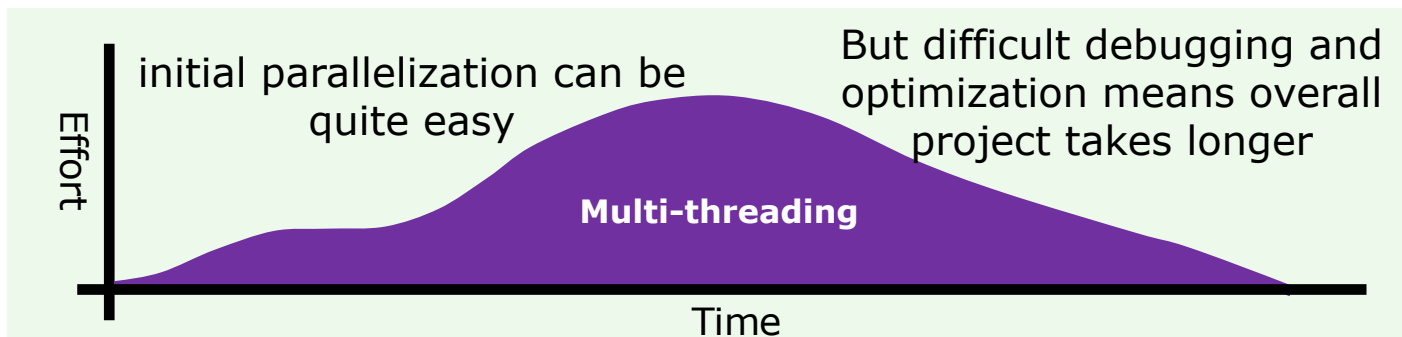 initial parallelization can be
quite easy
But difficult debugging and
optimization means overall
project takes longer
Effort
Multi-threading
Time